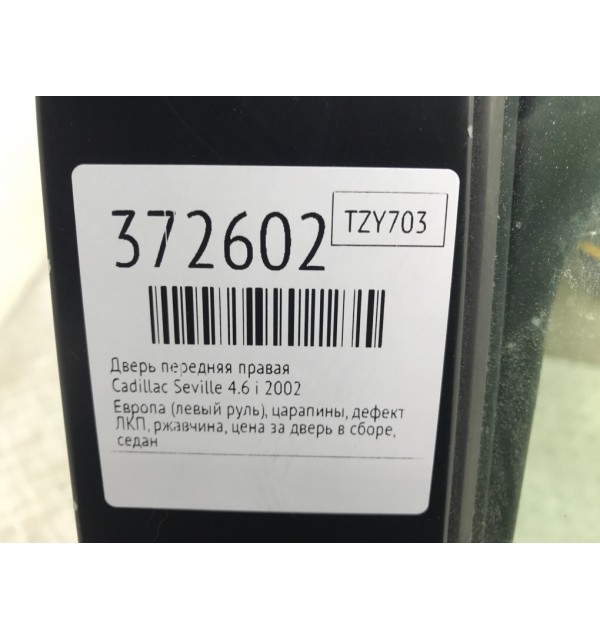 372602
TZY703
Дверь передняя правая
Cadillac Seville 4.6 i 2002
Европа (левый руль), царапины, дефект
ЛКП, ржавчина, цена за дверь в сборе,
седан